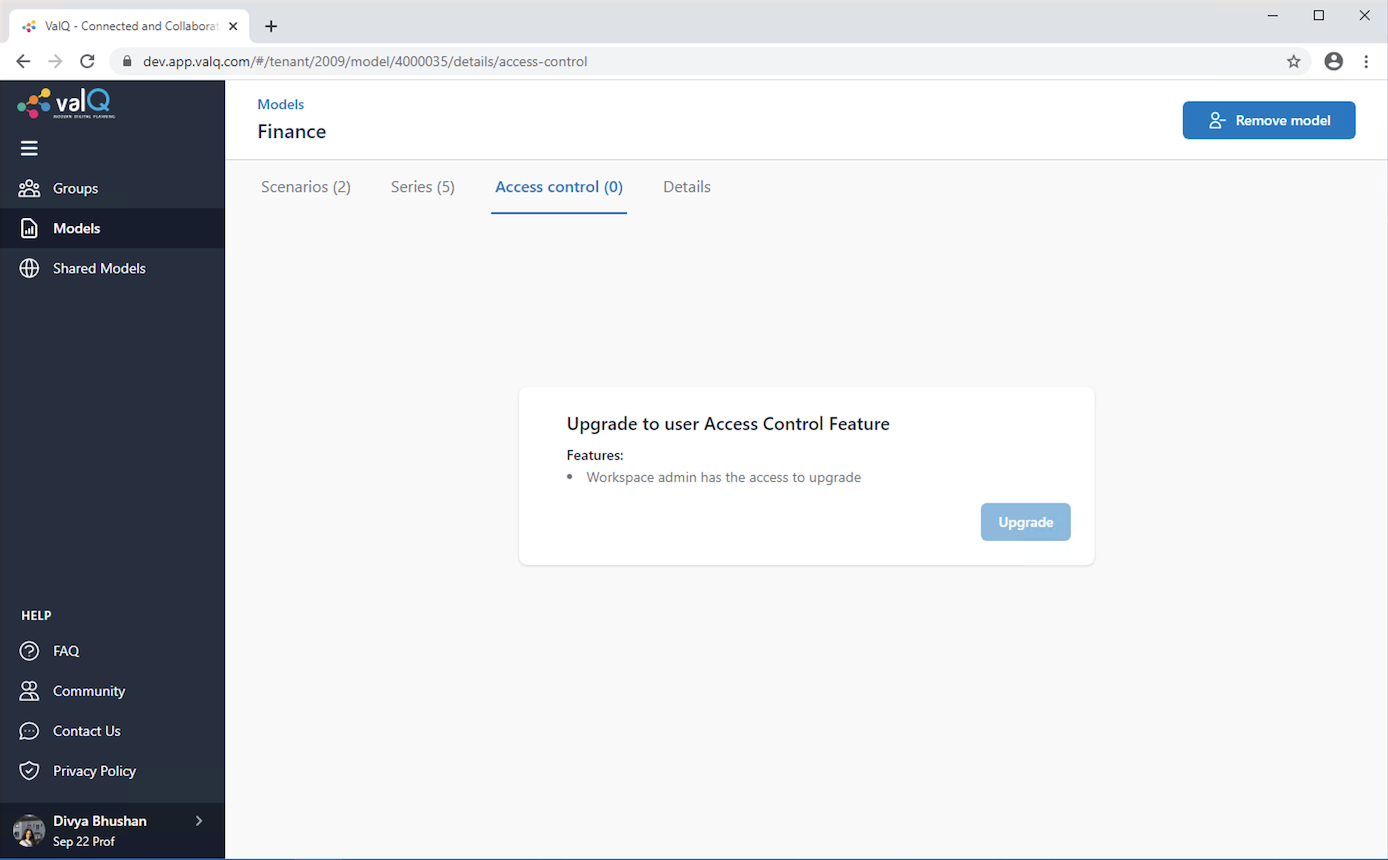 ValQ - Connected and Collaborat
dev.app.valq.com/#/tenant/2009/model/4000035/details/access-control
valQ
MODERN DIGITAL PLANNING
Groups
Models
Shared Models
HELP
FAQ
Community
Contact Us
Privacy Policy
Divya Bhushan
Sep 22 Prof
Models
Finance
Remove model
Scenarios (2) Series (5) Access control (0) Details
Upgrade to user Access Control Feature
Features:
• Workspace admin has the access to upgrade
Upgrade